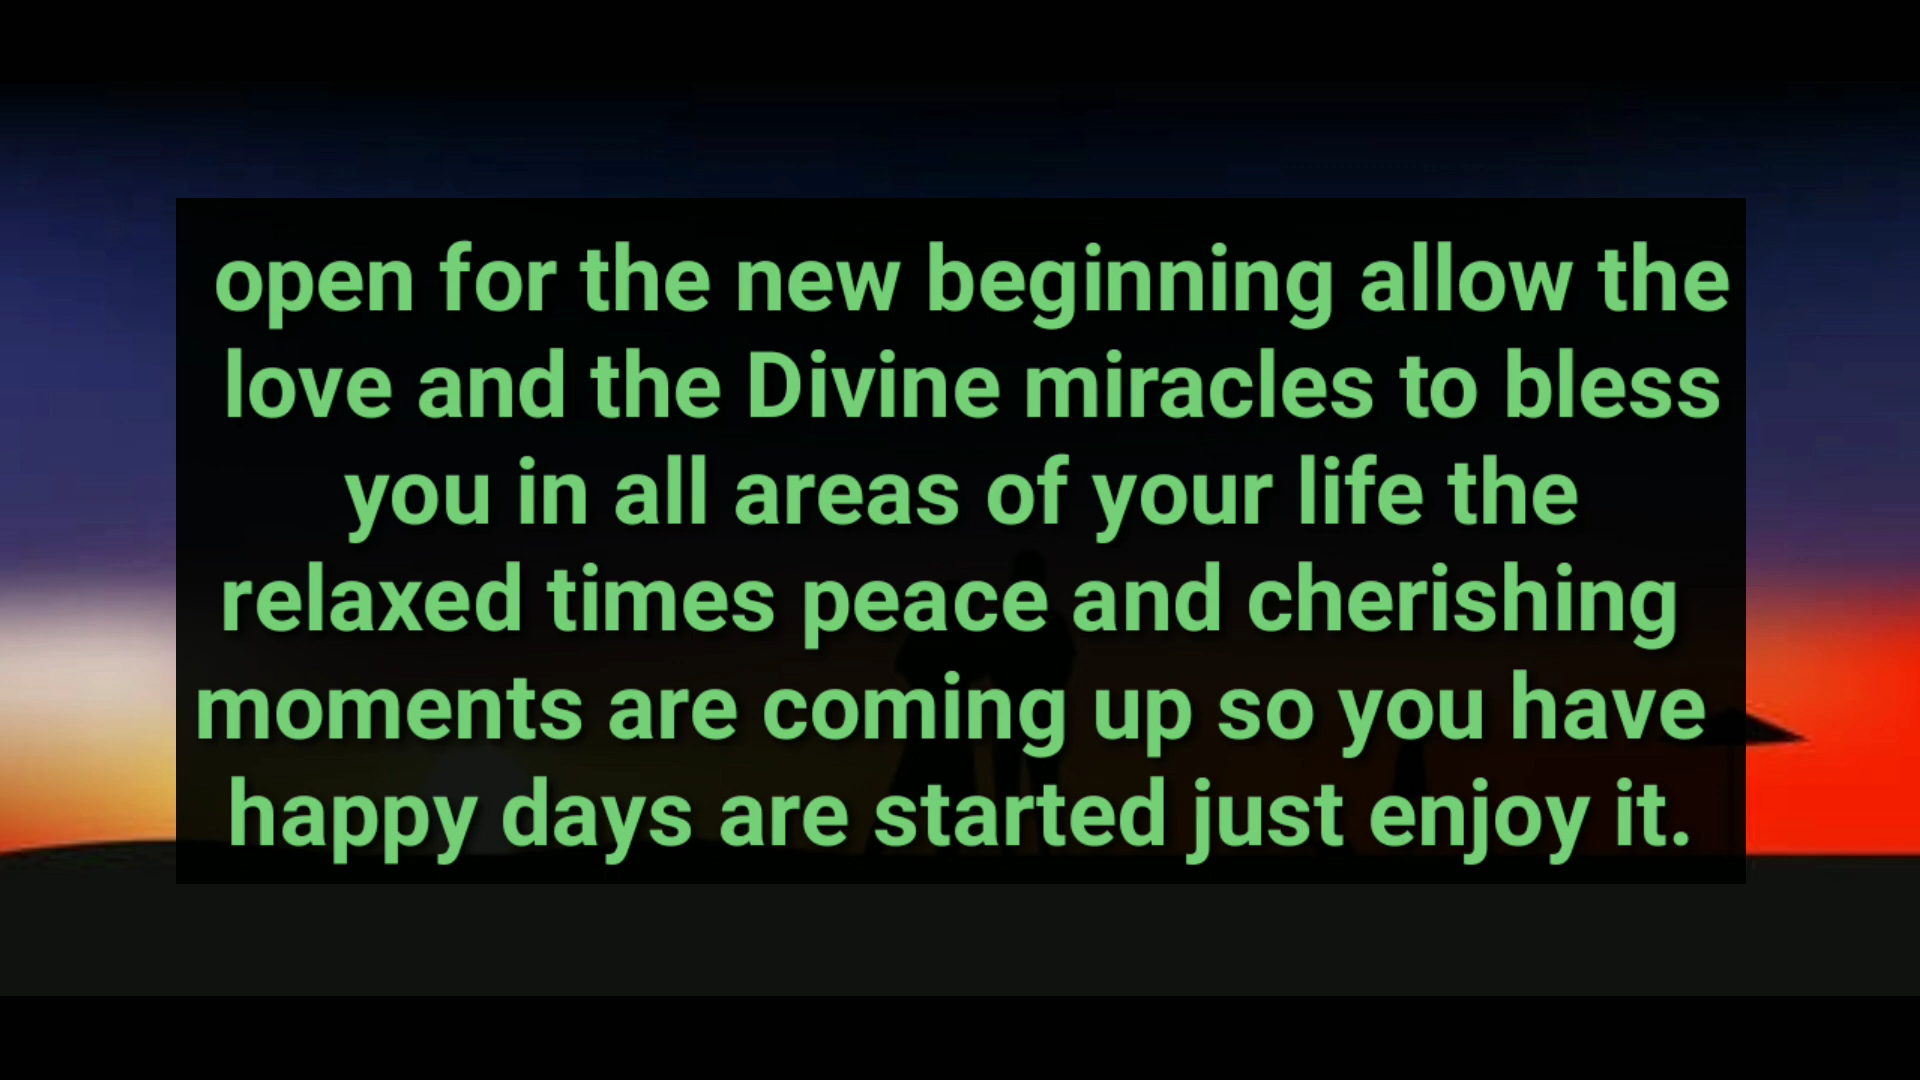 open for the new beginning allow the
love and the Divine miracles to bless
you in all areas of your life the
relaxed times peace and cherishing
moments are coming up so you have
happy days are started just enjoy it.